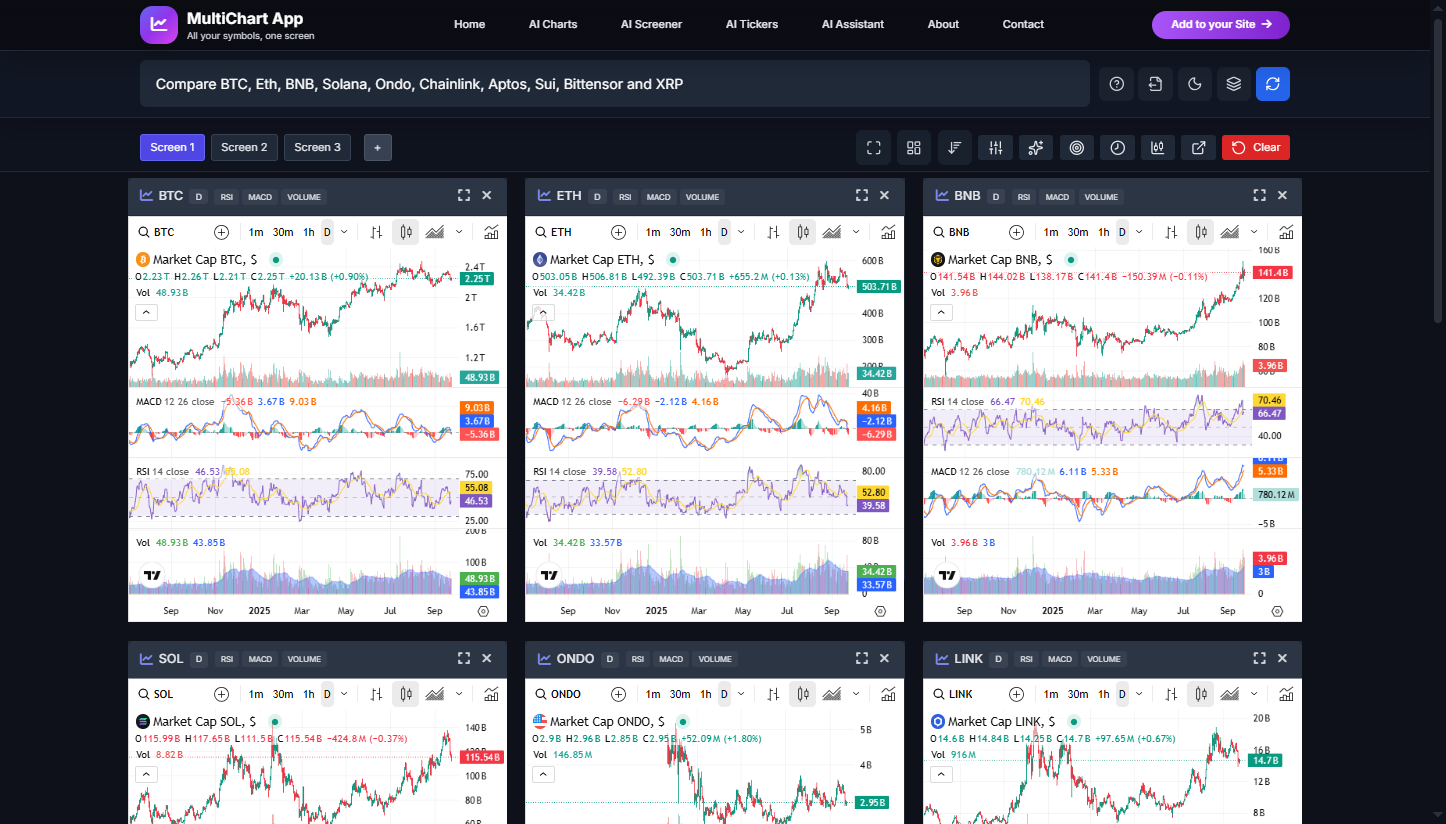 MultiChart App
All your symbols, one screen
Home AI Charts AI Screener AI Tickers AI Assistant About Contact
Add to your Site →
Compare BTC, Eth, BNB, Solana, Ondo, Chainlink, Aptos, Sui, Bittensor and XRP
Screen 1 Screen 2 Screen 3 +
Clear
BTC D RSI MACD VOLUME
BTC 1m 30m 1h D
Market Cap BTC, $
O2.23T H2.26T L2.21T C2.25T +20.13B (+0.90%)
Vol 48.93B
2.4T
2.25T
2T
1.6T
1.2T
48.93B
MACD 12 26 close −5.36B 3.67B 9.03B
9.03B
3.67B
−5.36B
RSI 14 close 46.53 55.08
75.00
55.08
46.53
25.00
200B
Vol 48.93B 43.85B
100B
48.93B
43.85B
Sep Nov 2025 Mar May Jul Sep
ETH D RSI MACD VOLUME
ETH 1m 30m 1h D
Market Cap ETH, $
O503.05B H506.81B L492.39B C503.71B +655.2M (+0.13%)
Vol 34.42B
600B
503.71B
400B
300B
200B
34.42B
MACD 12 26 close −6.29B −2.12B 4.16B
40B
4.16B
−2.12B
−6.29B
RSI 14 close 39.58 52.80
80.00
52.80
39.58
Vol 34.42B 33.57B
80B
34.42B
33.57B
0
Sep Nov 2025 Mar May Jul Sep
BNB D RSI MACD VOLUME
BNB 1m 30m 1h D
Market Cap BNB, $
O141.54B H144.02B L138.17B C141.4B −150.39M (−0.11%)
Vol 3.96B
160B
141.4B
120B
100B
80B
3.96B
RSI 14 close 66.47 70.46
70.46
66.47
40.00
MACD 12 26 close 780.12M 6.11B 5.33B
6.11B
5.33B
780.12M
−5B
Vol 3.96B 3B
3.96B
3B
0
Sep Nov 2025 Mar May Jul Sep
SOL D RSI MACD VOLUME
SOL 1m 30m 1h D
Market Cap SOL, $
O115.99B H117.65B L111.5B C115.54B −424.8M (−0.37%)
Vol 8.82B
140B
115.54B
100B
80B
60B
ONDO D RSI MACD VOLUME
ONDO 1m 30m 1h D
Market Cap ONDO, $
O2.9B H2.96B L2.85B C2.95B +52.09M (+1.80%)
Vol 146.85M
5B
4B
2.95B
LINK D RSI MACD VOLUME
LINK 1m 30m 1h D
Market Cap LINK, $
O14.6B H14.84B L14.25B C14.7B +97.65M (+0.67%)
Vol 916M
20B
16B
14.7B
12B
8B